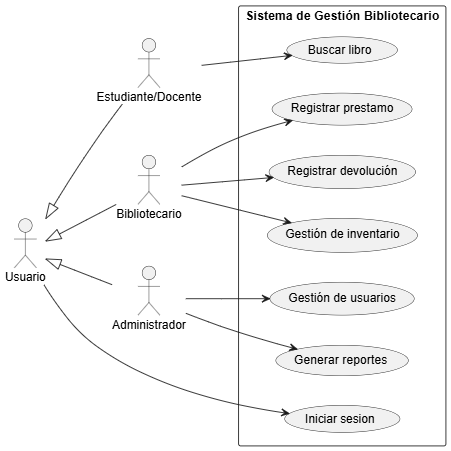 Sistema de Gestión Bibliotecario
Buscar libro
Estudiante/Docente
Registrar prestamo
Registrar devolución
Bibliotecario
Gestión de inventario
Usuario
Gestión de usuarios
Administrador
Generar reportes
Iniciar sesion